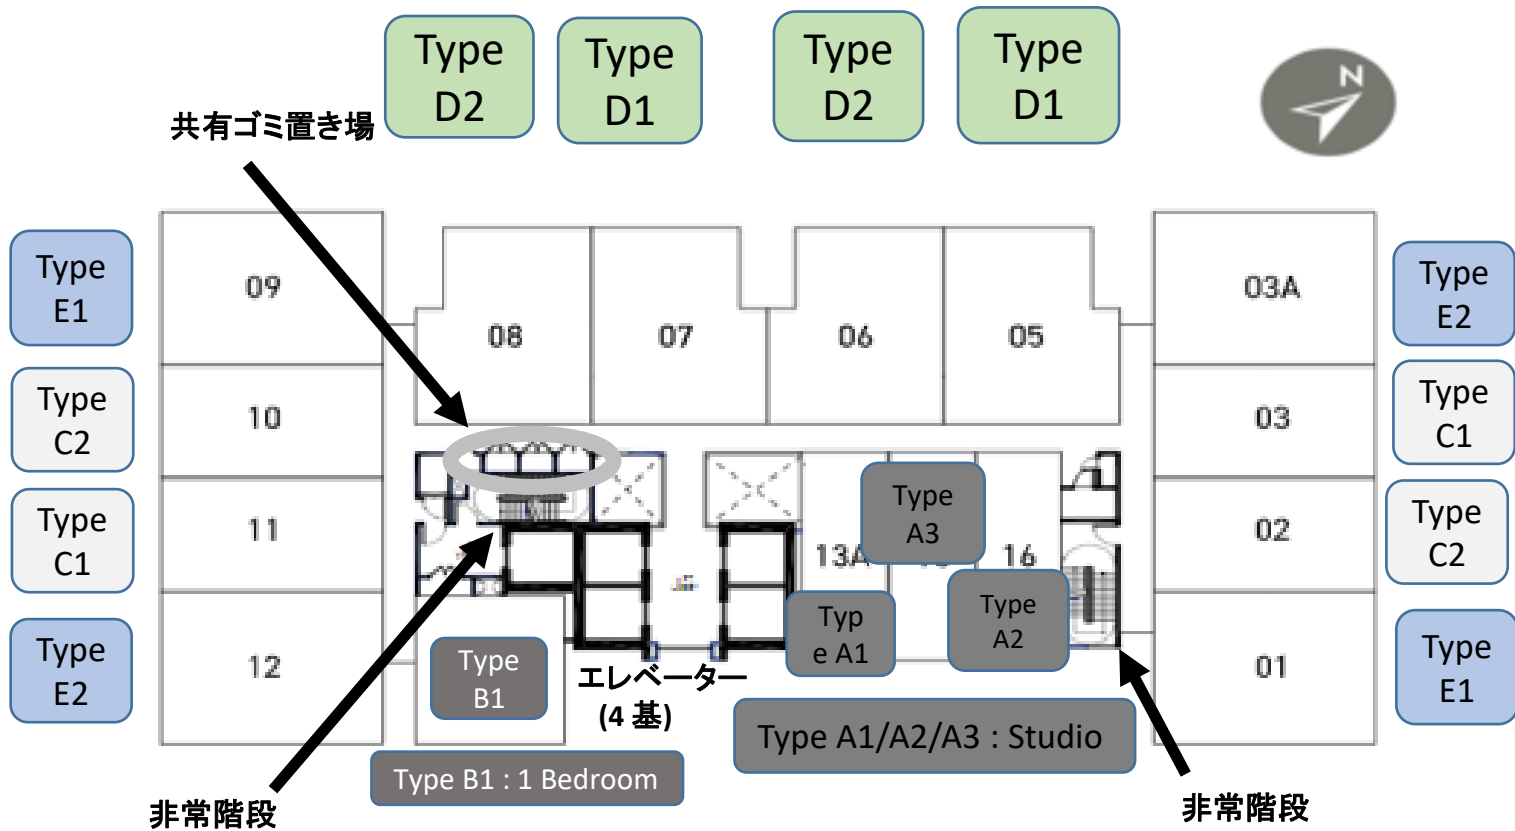 Type
D2
Type
D1
Type
D2
Type
D1
N
共有ゴミ置き場
Type
E1
09
08
07
06
05
03A
Type
E2
Type
C2
10
03
Type
C1
Type
A3
Type
C1
11
13A
16
02
Type
C2
Typ
e A1
Type
A2
Type
E2
12
Type
B1
エレベーター
(4 基)
01
Type
E1
Type A1/A2/A3 : Studio
Type B1 : 1 Bedroom
非常階段
非常階段